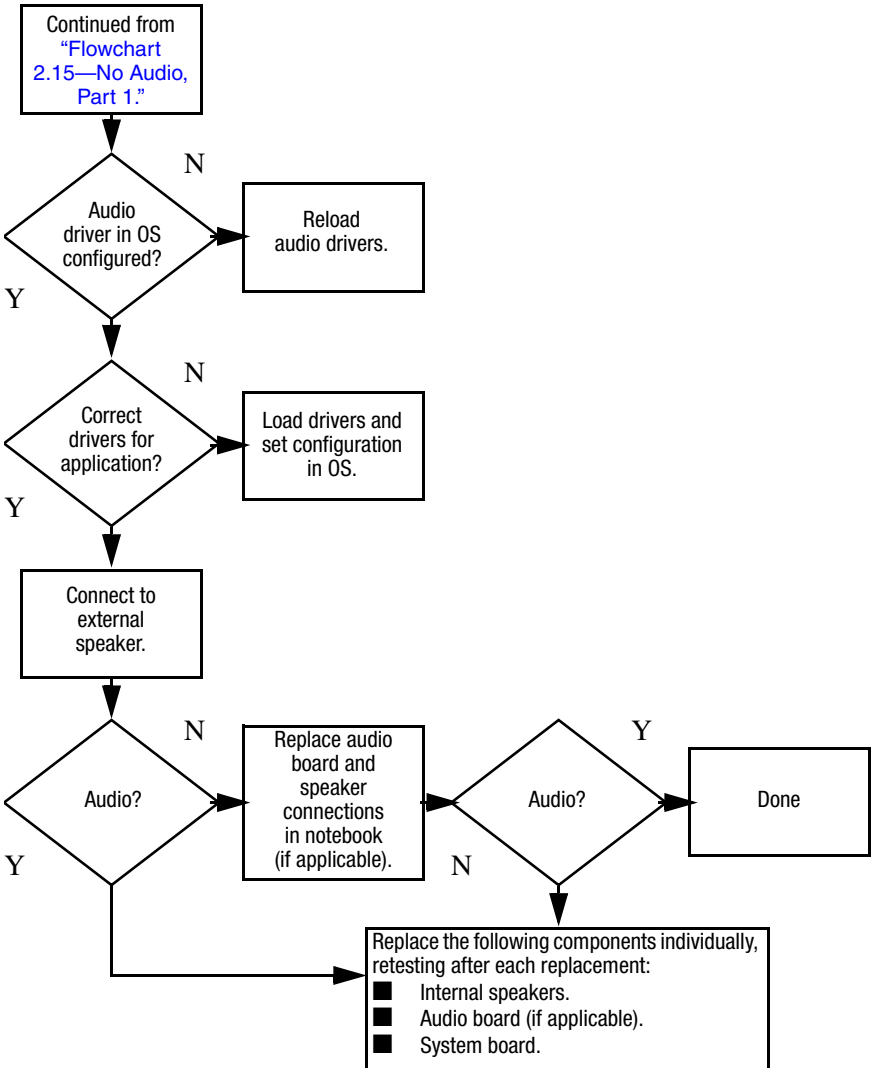 Continued from
“Flowchart
2.15—No Audio,
Part 1.”
N
Audio
driver in OS
configured?
Reload
audio drivers.
Y
N
Correct
drivers for
application?
Load drivers and
set configuration
in OS.
Y
Connect to
external
speaker.
N
Audio?
Replace audio
board and
speaker
connections
in notebook
(if applicable).
Y
Audio?
Done
Y
N
Replace the following components individually,
retesting after each replacement:
■ Internal speakers.
■ Audio board (if applicable).
■ System board.